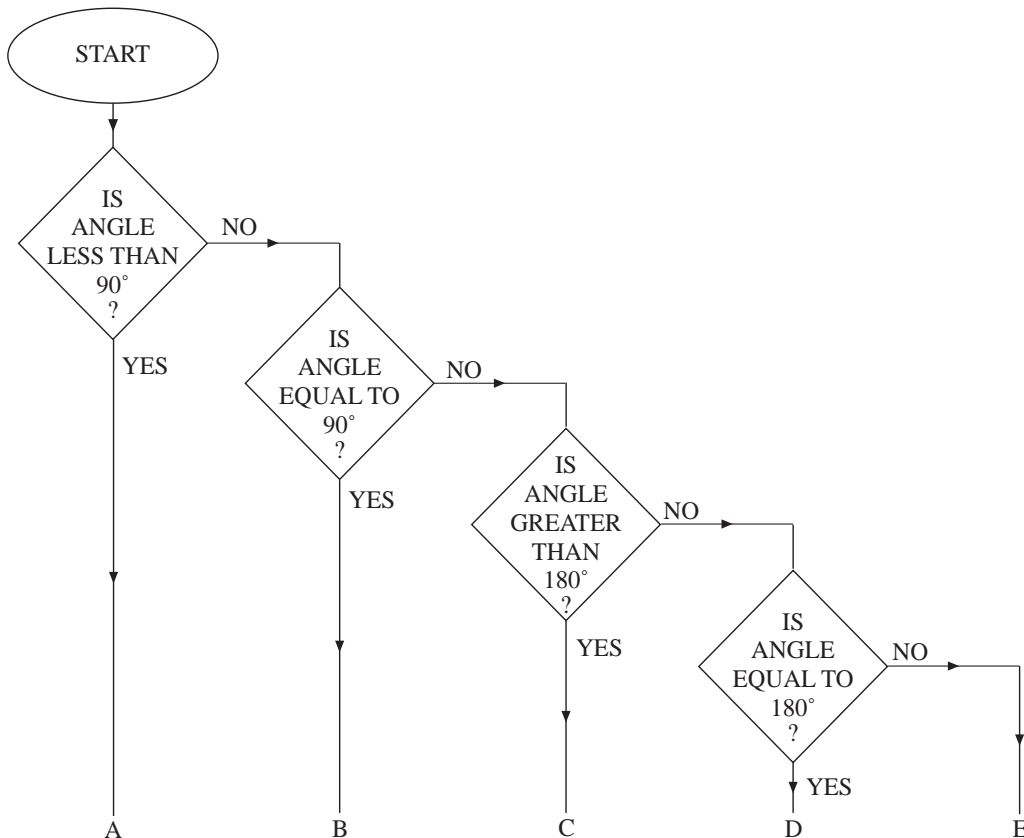 START
IS
ANGLE
LESS THAN
90°
?
NO
YES
IS
ANGLE
EQUAL TO
90°
?
NO
YES
IS
ANGLE
GREATER
THAN
180°
?
NO
YES
IS
ANGLE
EQUAL TO
180°
?
NO
YES
A
B
C
D
E